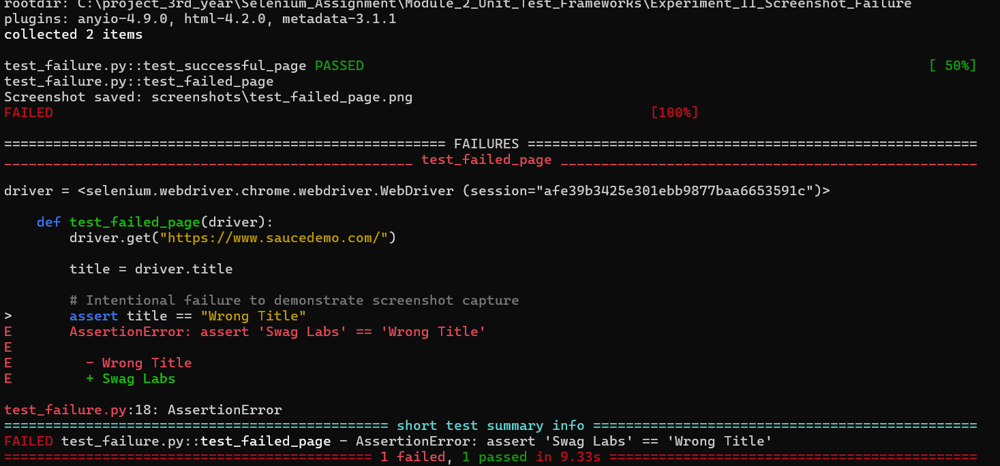 rootdir: C:\project_3rd_year\Selenium_Assignment\Module_2_Unit_Test_Frameworks\Experiment_11_Screenshot_Failure
plugins: anyio-4.9.0, html-4.2.0, metadata-3.1.1
collected 2 items
test_failure.py::test_successful_page PASSED [ 50%]
test_failure.py::test_failed_page
Screenshot saved: screenshots\test_failed_page.png
FAILED [100%]
====================================================== FAILURES =======================================================
__________________________________________________ test_failed_page ___________________________________________________
driver = <selenium.webdriver.chrome.webdriver.WebDriver (session="afe39b3425e301ebb9877baa6653591c")>
    def test_failed_page(driver):
        driver.get("https://www.saucedemo.com/")
        title = driver.title
        # Intentional failure to demonstrate screenshot capture
>       assert title == "Wrong Title"
E       AssertionError: assert 'Swag Labs' == 'Wrong Title'
E
E         - Wrong Title
E         + Swag Labs
test_failure.py:18: AssertionError
=============================================== short test summary info ===============================================
FAILED test_failure.py::test_failed_page - AssertionError: assert 'Swag Labs' == 'Wrong Title'
============================================= 1 failed, 1 passed in 9.33s =============================================